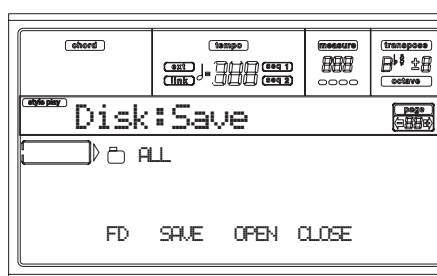 chord tempo measure transpose
ext seq 1
link seq 2
octave
style play Disk:Save page
ALL
FD SAVE OPEN CLOSE